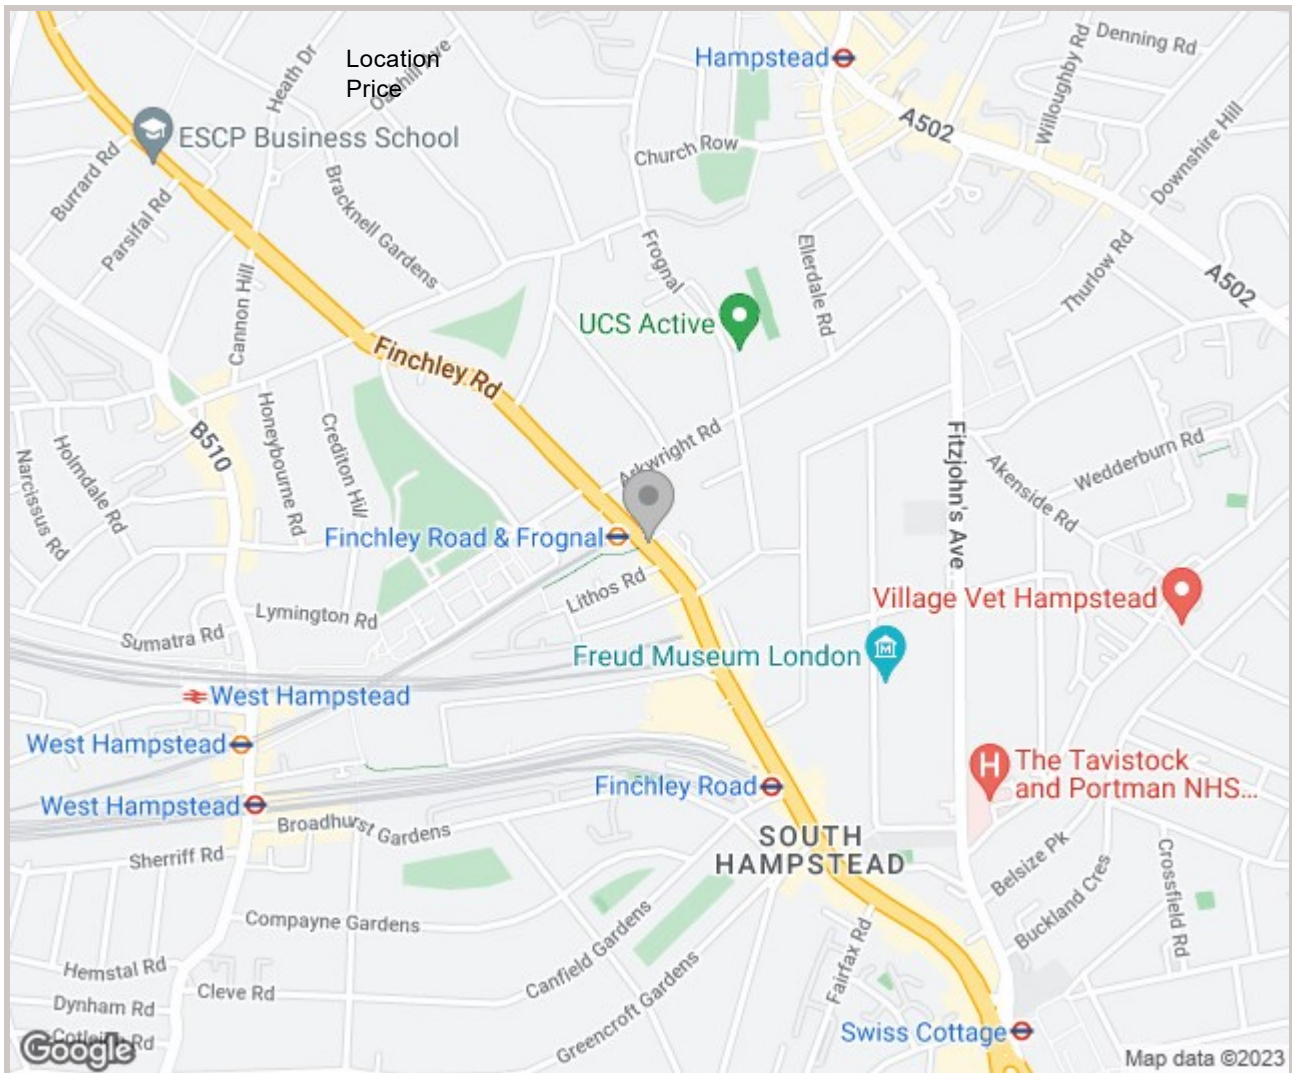 Location
Price
Heath Dr
Hampstead
Denning Rd
Willoughby Rd
ESCP Business School
A502
Church Row
Downshire Hill
Burrard Rd
Parsifal Rd
Bracknell Gardens
Frognal
Ellerdale Rd
Thurlow Rd
A502
Cannon Hill
UCS Active
Finchley Rd
B510
Honeybourne Rd
Crediton Hill
Arkwright Rd
Fitzjohn's Ave
Wedderburn Rd
Akenside Rd
Holmdale Rd
Narcissus Rd
Finchley Road & Frognal
Lithos Rd
Village Vet Hampstead
Lymington Rd
Sumatra Rd
Freud Museum London
West Hampstead
West Hampstead
The Tavistock
and Portman NHS...
Finchley Road
West Hampstead
Broadhurst Gardens
SOUTH
HAMPSTEAD
Sherriff Rd
Belsize Pk
Buckland Cres
Crossfield Rd
Compayne Gardens
Canfield Gardens
Fairfax Rd
Hemstal Rd
Cleve Rd
Dynham Rd
Greencroft Gardens
Swiss Cottage
Rd
Google
Map data ©2023